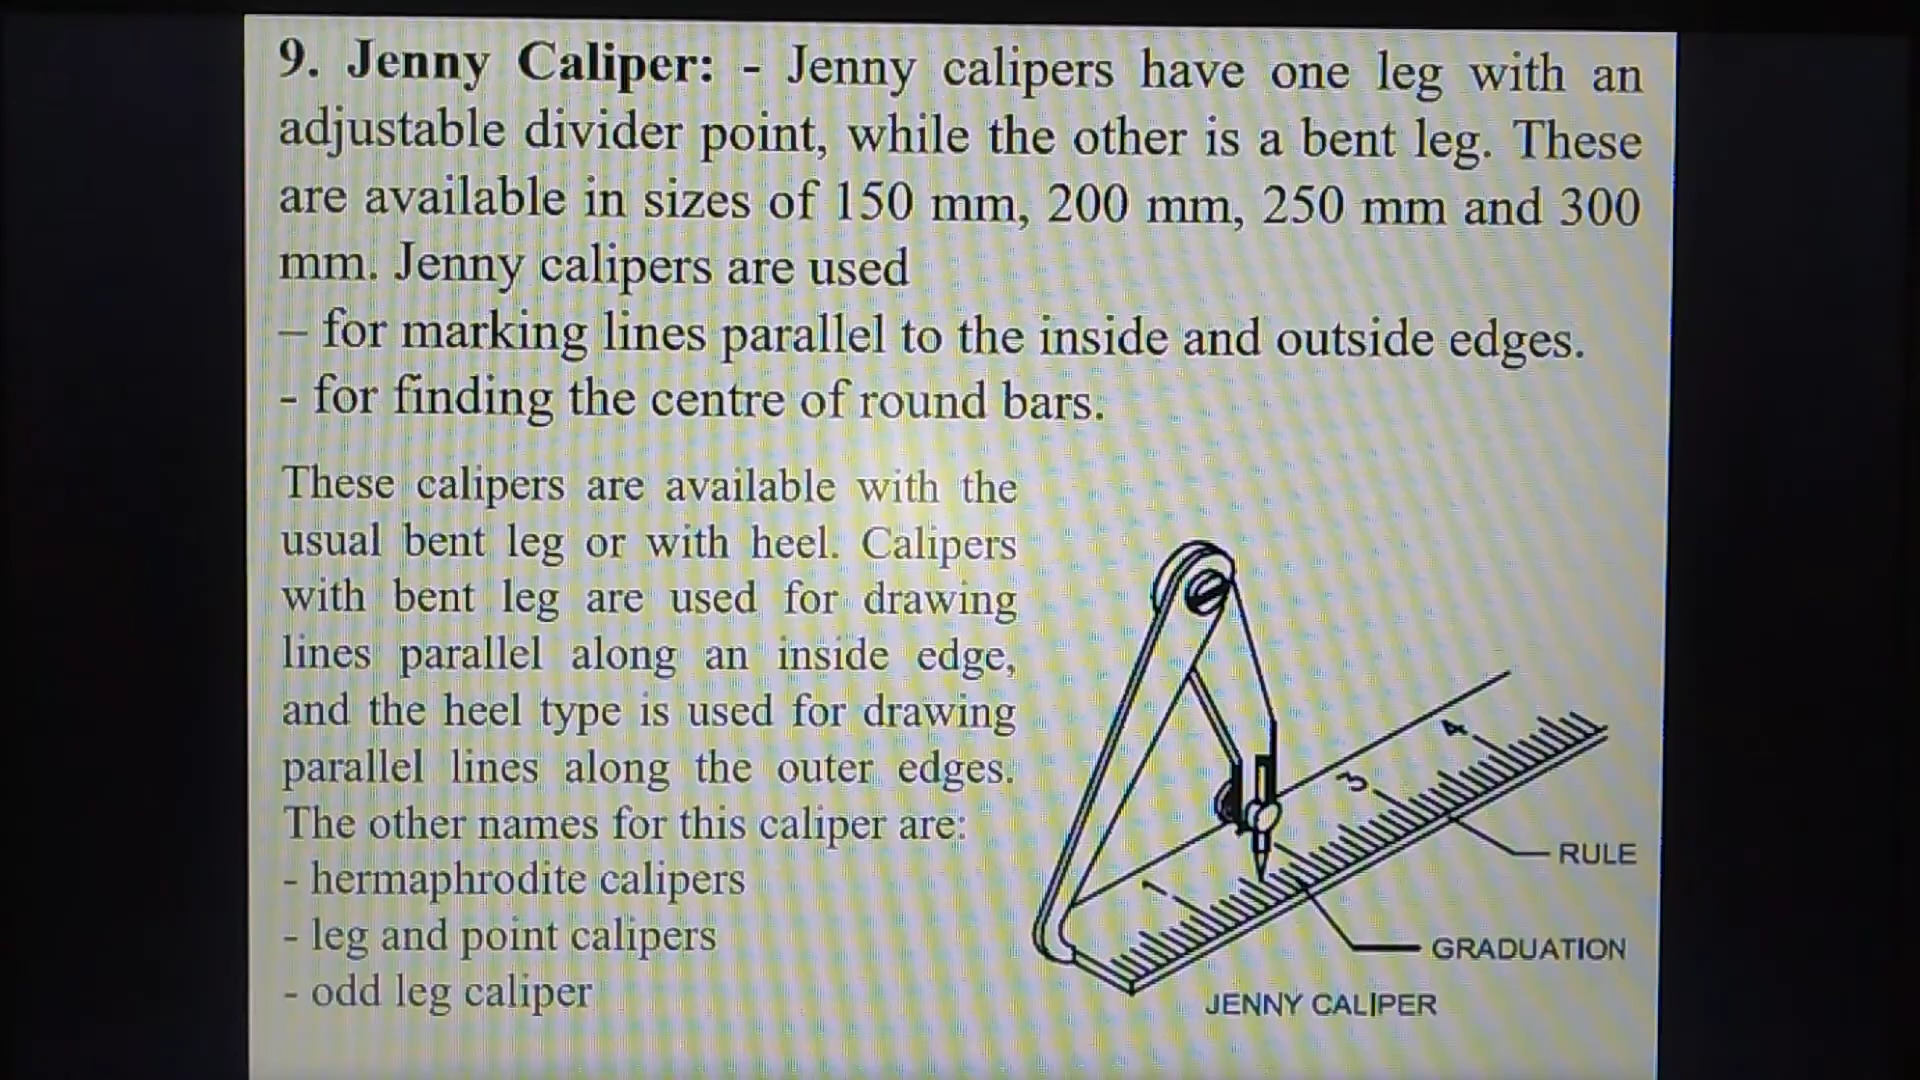 9. Jenny Caliper: - Jenny calipers have one leg with an
adjustable divider point, while the other is a bent leg. These
are available in sizes of 150 mm, 200 mm, 250 mm and 300
mm. Jenny calipers are used
– for marking lines parallel to the inside and outside edges.
- for finding the centre of round bars.
These calipers are available with the
usual bent leg or with heel. Calipers
with bent leg are used for drawing
lines parallel along an inside edge,
and the heel type is used for drawing
parallel lines along the outer edges.
The other names for this caliper are:
- hermaphrodite calipers
- leg and point calipers
- odd leg caliper
4
3
1
RULE
GRADUATION
JENNY CALIPER